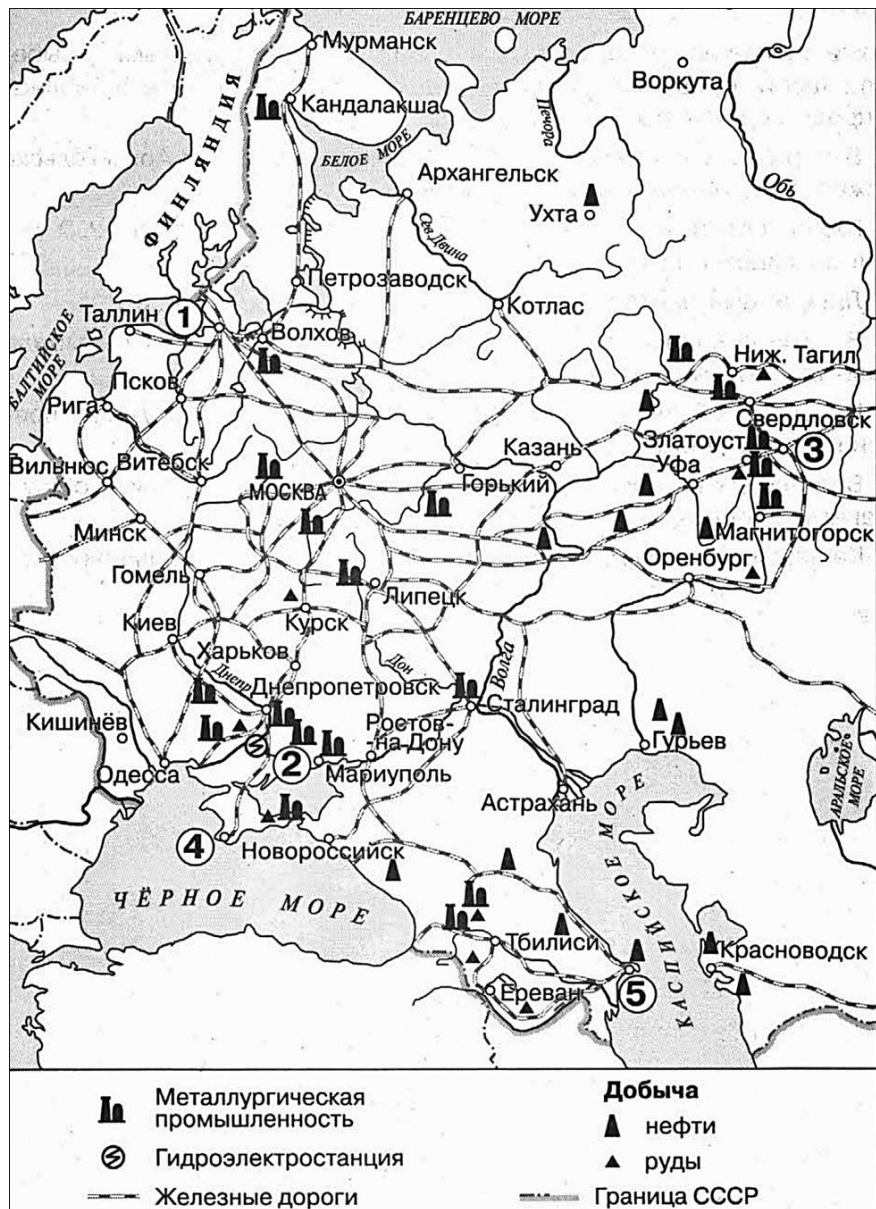 БАРЕНЦЕВО МОРЕ
Мурманск
Воркута
Кандалакша
Печора
ФИНЛЯНДИЯ
БЕЛОЕ МОРЕ
Архангельск
Обь
Ухта
Сев. Двина
Петрозаводск
Котлас
Таллин
1
Волхов
БАЛТИЙСКОЕ
МОРЕ
Ниж. Тагил
Псков
Рига
Свердловск
Казань
Златоуст
3
Вильнюс
Витебск
МОСКВА
Горький
Уфа
Минск
Магнитогорск
Оренбург
Гомель
Липецк
Киев
Курск
Харьков
Днепр
Дон
Волга
Днепропетровск
Сталинград
Кишинёв
Ростов-
-на-Дону
Гурьев
2
Одесса
Мариуполь
Астрахань
АРАЛЬСКОЕ
МОРЕ
4
Новороссийск
ЧЁРНОЕ МОРЕ
КАСПИЙСКОЕ МОРЕ
Тбилиси
Красноводск
5
Ереван
Металлургическая
промышленность
Гидроэлектростанция
Железные дороги
Добыча
нефти
руды
Граница СССР